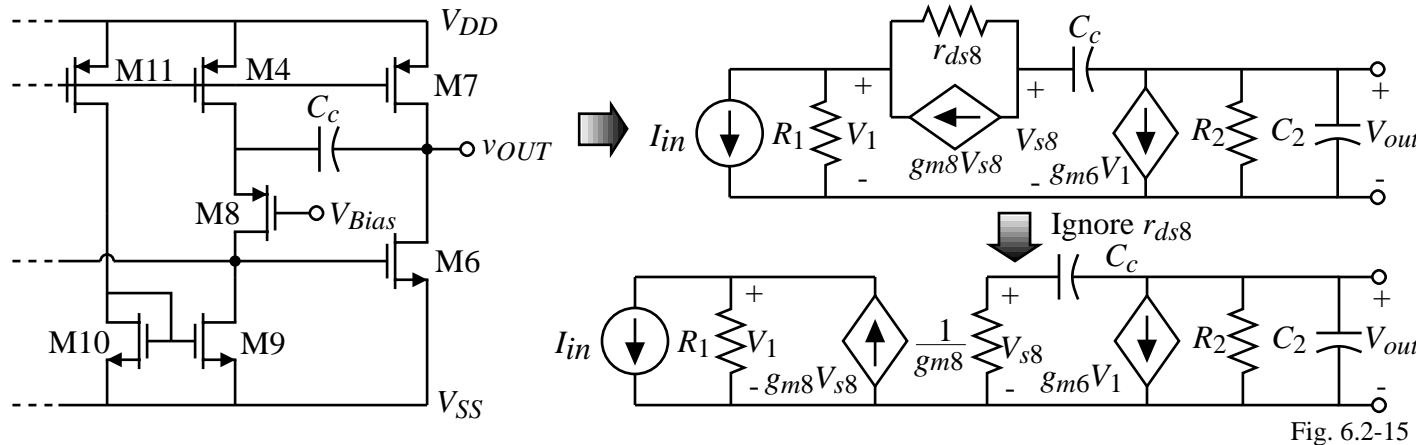 VDD
M11
M4
M7
Cc
vOUT
M8
VBias
M6
M10
M9
VSS
rds8
Cc
+
+
+
Iin
R1
V1
gm8Vs8
Vs8
gm6V1
R2
C2
Vout
-
-
-
Ignore rds8
Cc
+
+
+
Iin
R1
V1
gm8Vs8
1
gm8
Vs8
gm6V1
R2
C2
Vout
-
-
-
Fig. 6.2-15